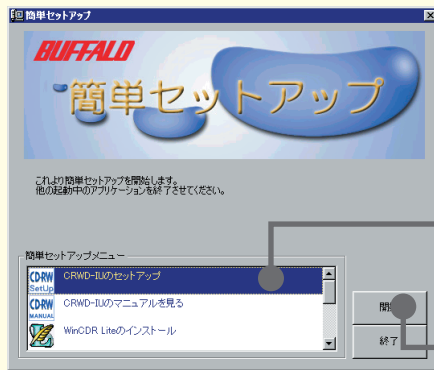 簡単セットアップ
BUFFALO
簡単セットアップ
これより簡単セットアップを開始します。
他の起動中のアプリケーションを終了させてください。
簡単セットアップメニュー
CD-RW
SetUp
CRWD-IUのセットアップ
CD-RW
MANUAL
CRWD-IUのマニュアルを見る
WinCDR Liteのインストール
開
終了